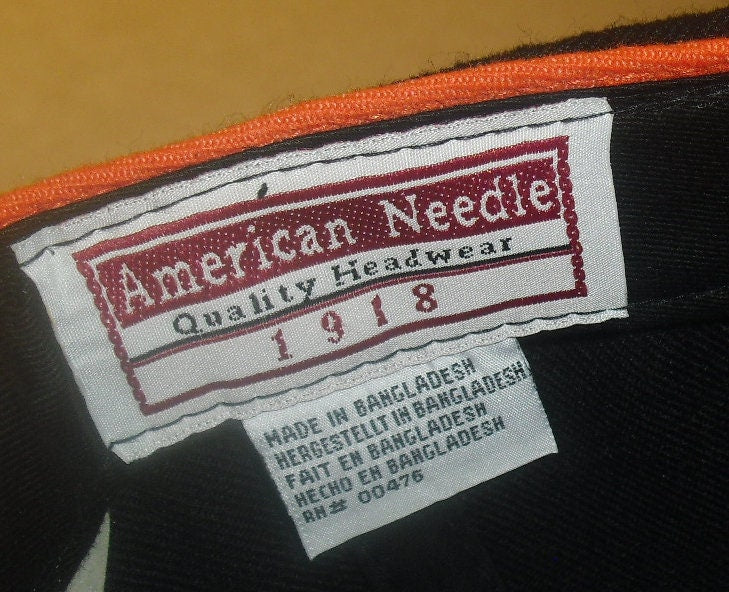 American Needle
Quality Headwear
1918
MADE IN BANGLADESH
HERGESTELLT IN BANGLADESH
FAIT EN BANGLADESH
HECHO EN BANGLADESH
RN# 00476